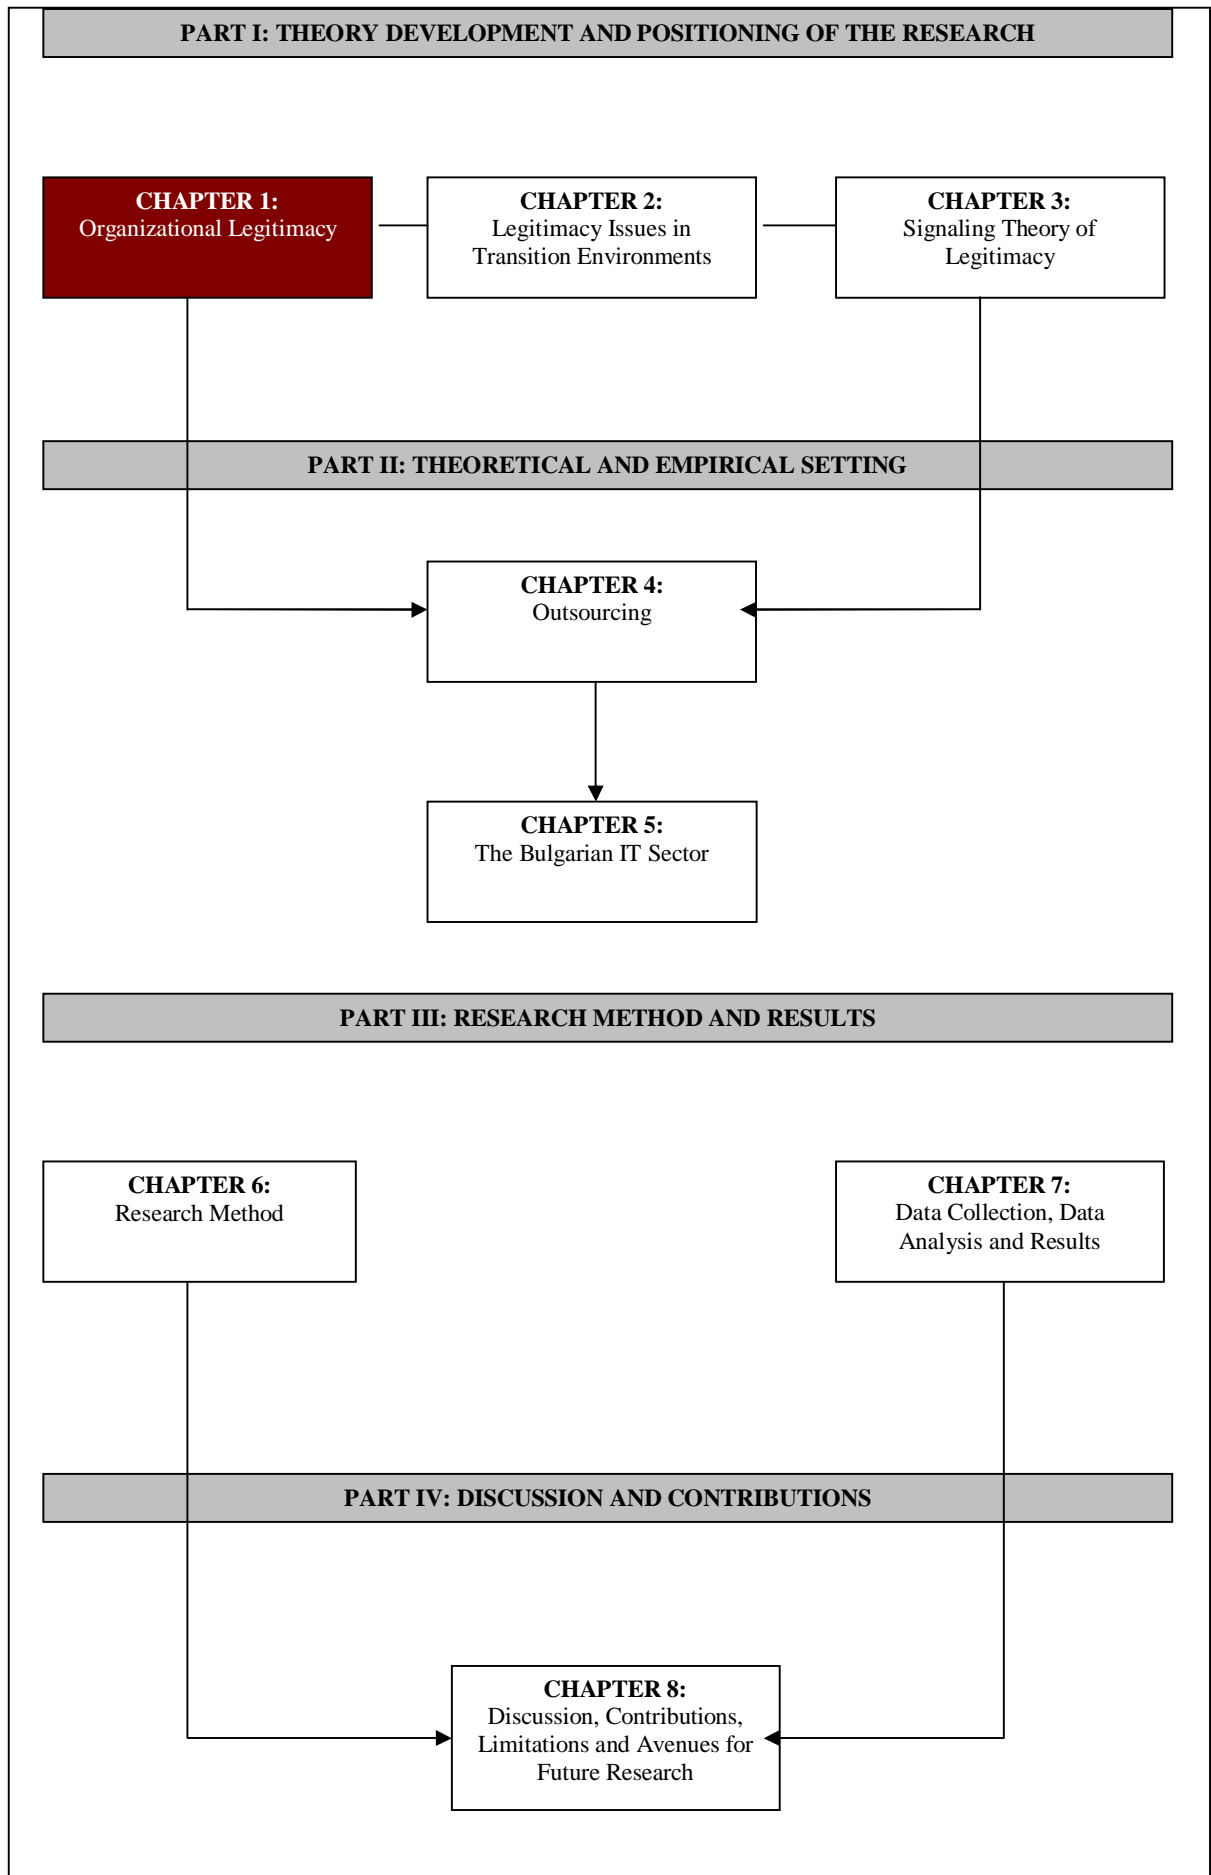 PART I: THEORY DEVELOPMENT AND POSITIONING OF THE RESEARCH
CHAPTER 1:
Organizational Legitimacy
CHAPTER 2:
Legitimacy Issues in
Transition Environments
CHAPTER 3:
Signaling Theory of
Legitimacy
PART II: THEORETICAL AND EMPIRICAL SETTING
CHAPTER 4:
Outsourcing
CHAPTER 5:
The Bulgarian IT Sector
PART III: RESEARCH METHOD AND RESULTS
CHAPTER 6:
Research Method
CHAPTER 7:
Data Collection, Data
Analysis and Results
PART IV: DISCUSSION AND CONTRIBUTIONS
CHAPTER 8:
Discussion, Contributions,
Limitations and Avenues for
Future Research